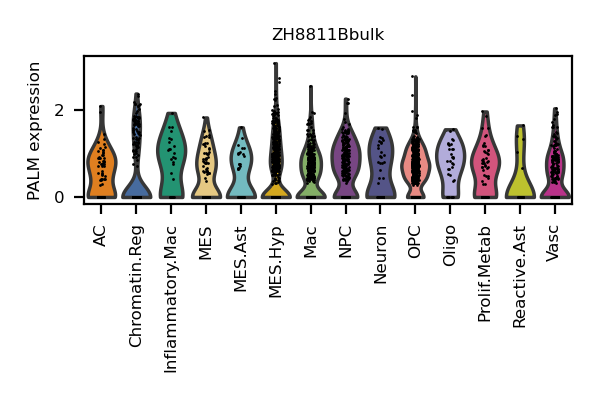 ZH8811Bbulk
PALM expression
2
0
AC
Chromatin.Reg
Inflammatory.Mac
MES
MES.Ast
MES.Hyp
Mac
NPC
Neuron
OPC
Oligo
Prolif.Metab
Reactive.Ast
Vasc